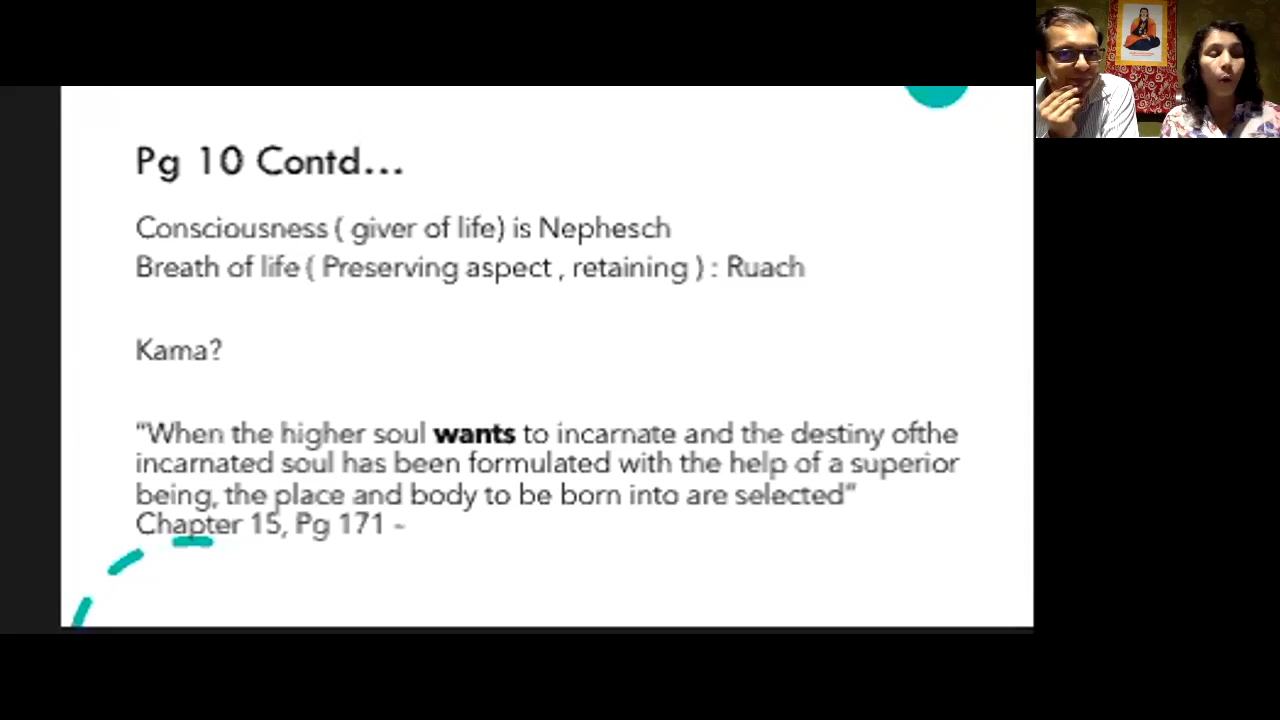 Pg 10 Contd...
Consciousness ( giver of life) is Nephesch
Breath of life ( Preserving aspect , retaining ) : Ruach
Kama?
“When the higher soul wants to incarnate and the destiny ofthe
incarnated soul has been formulated with the help of a superior
being, the place and body to be born into are selected”
Chapter 15, Pg 171 -